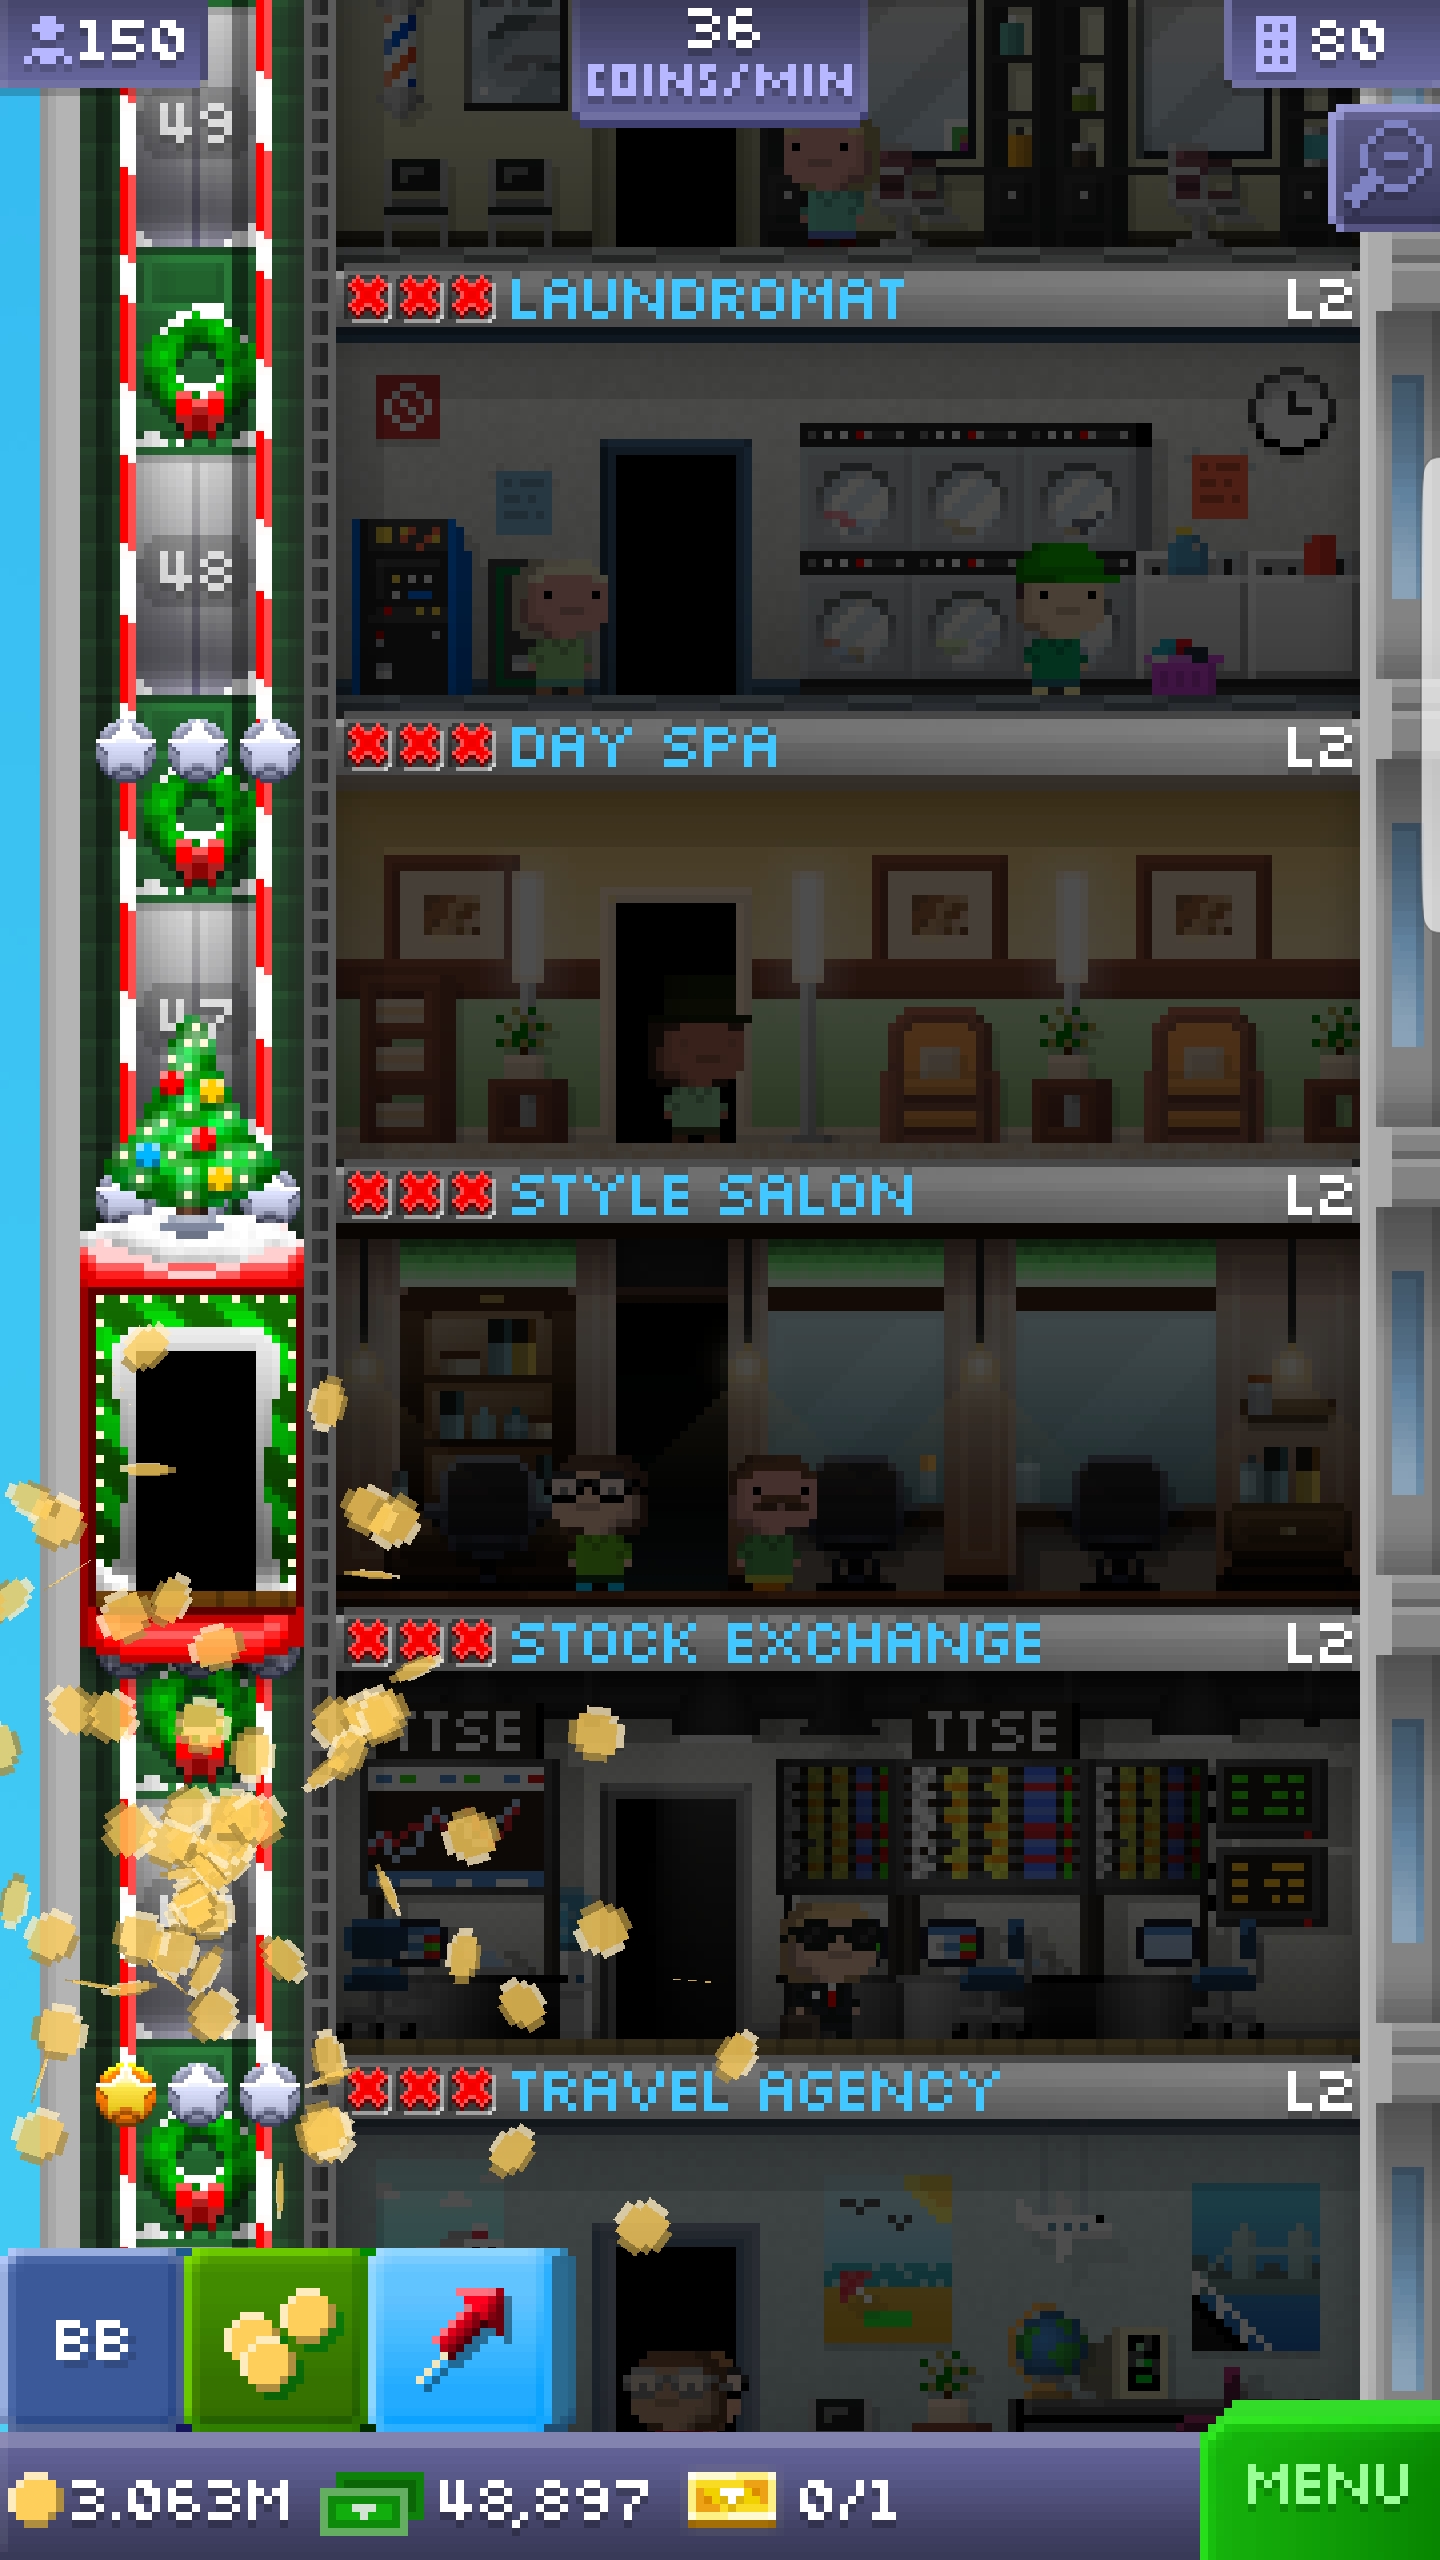 150
36
COINS/MIN
80
49
LAUNDROMAT L2
48
DAY SPA L2
47
STYLE SALON L2
STOCK EXCHANGE L2
TTSE TTSE
TRAVEL AGENCY L2
BB
3.063M 48,897 0/1
MENU